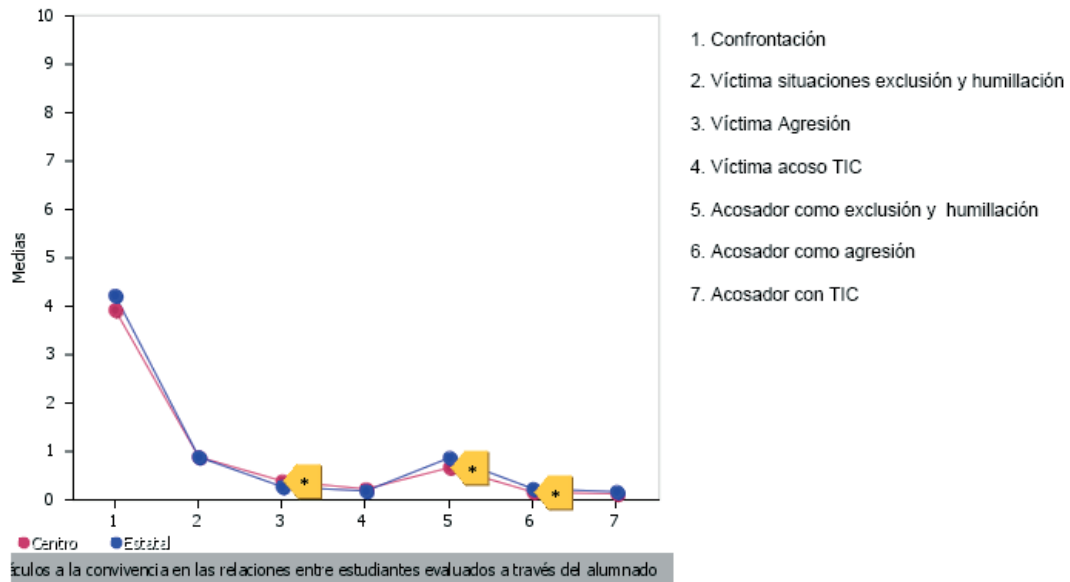 10
9
8
7
6
5
4
3
2
1
0
Medias
1 2 3 4 5 6 7
* * *
Centro Estatal
a la convivencia en las relaciones entre estudiantes evaluados a través del alumnado
1. Confrontación
2. Víctima situaciones exclusión y humillación
3. Víctima Agresión
4. Víctima acoso TIC
5. Acosador como exclusión y humillación
6. Acosador como agresión
7. Acosador con TIC